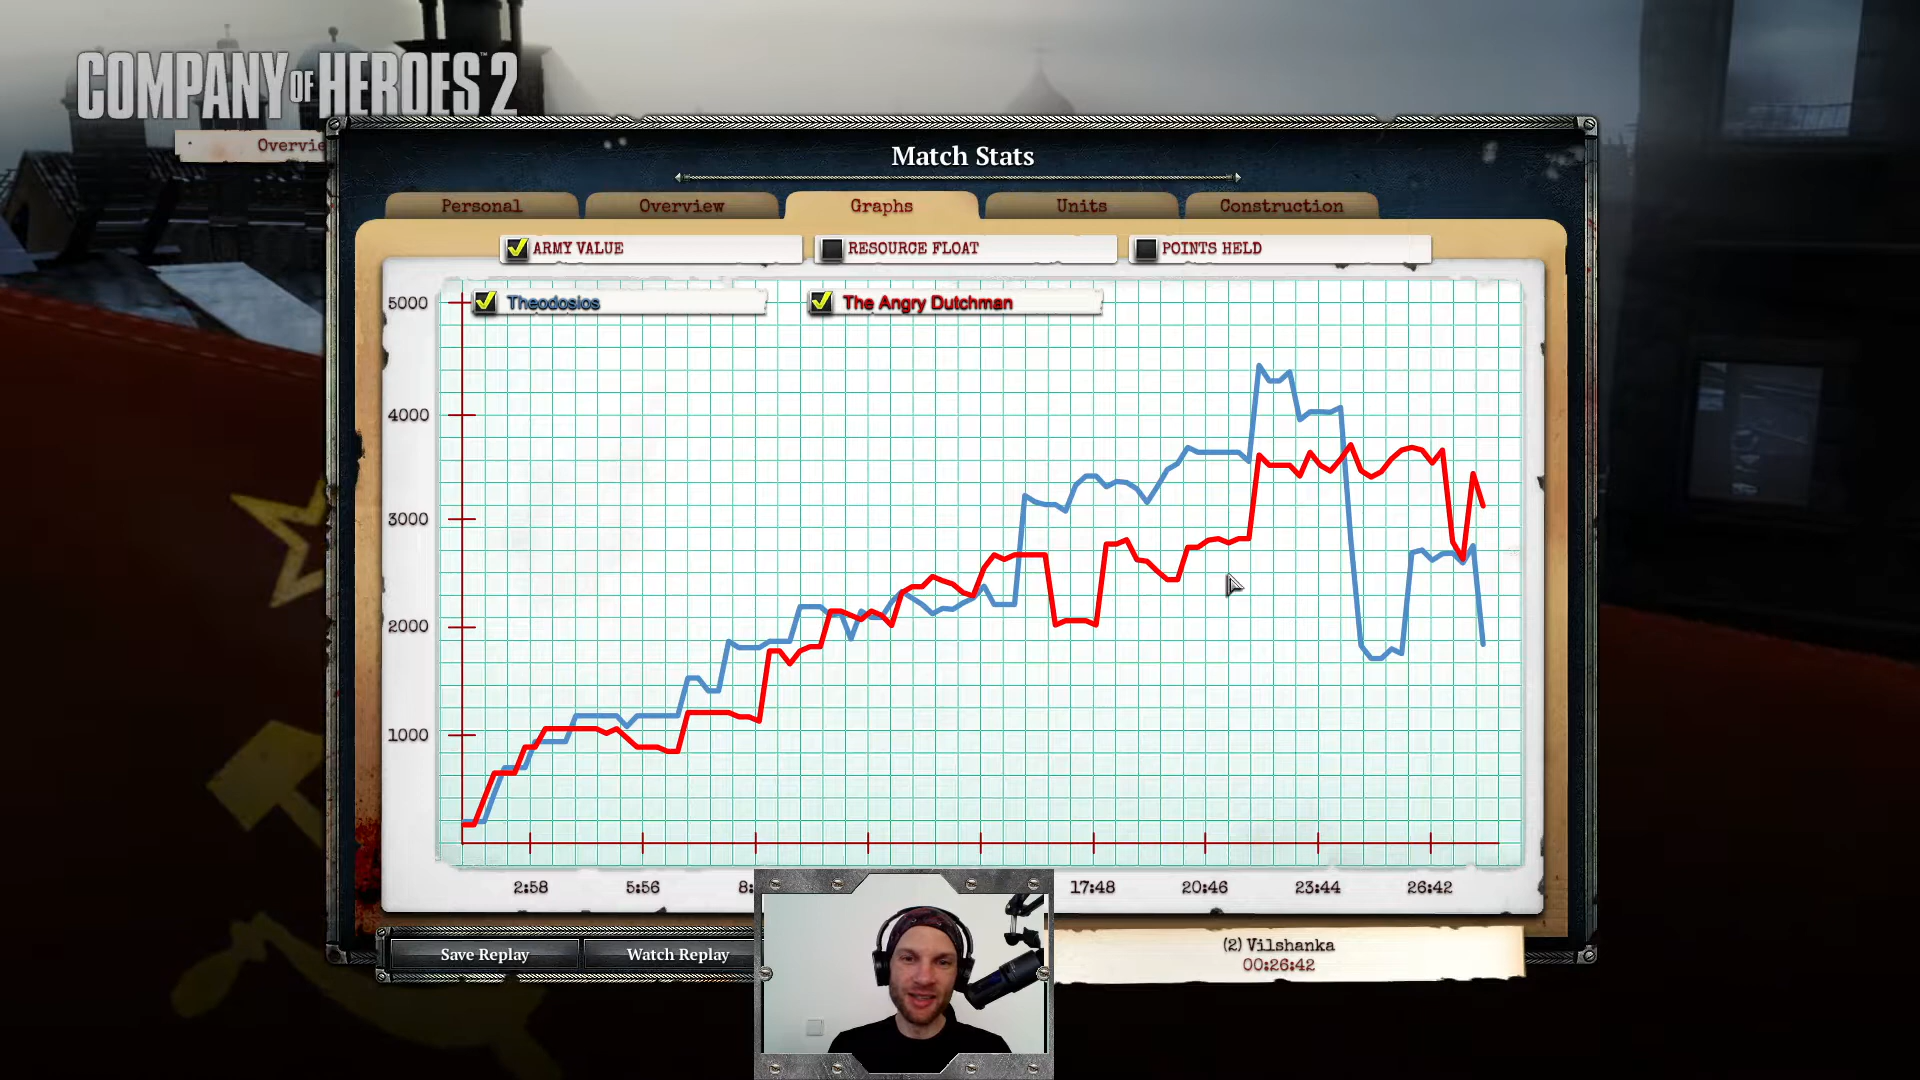 COMPANY OF HEROES 2
Overvie
Match Stats
Personal
Overview
Graphs
Units
Construction
ARMY VALUE
RESOURCE FLOAT
POINTS HELD
Theodosios
The Angry Dutchman
5000
4000
3000
2000
1000
2:58
5:56
8:
17:48
20:46
23:44
26:42
Save Replay
Watch Replay
(2) Vilshanka
00:26:42